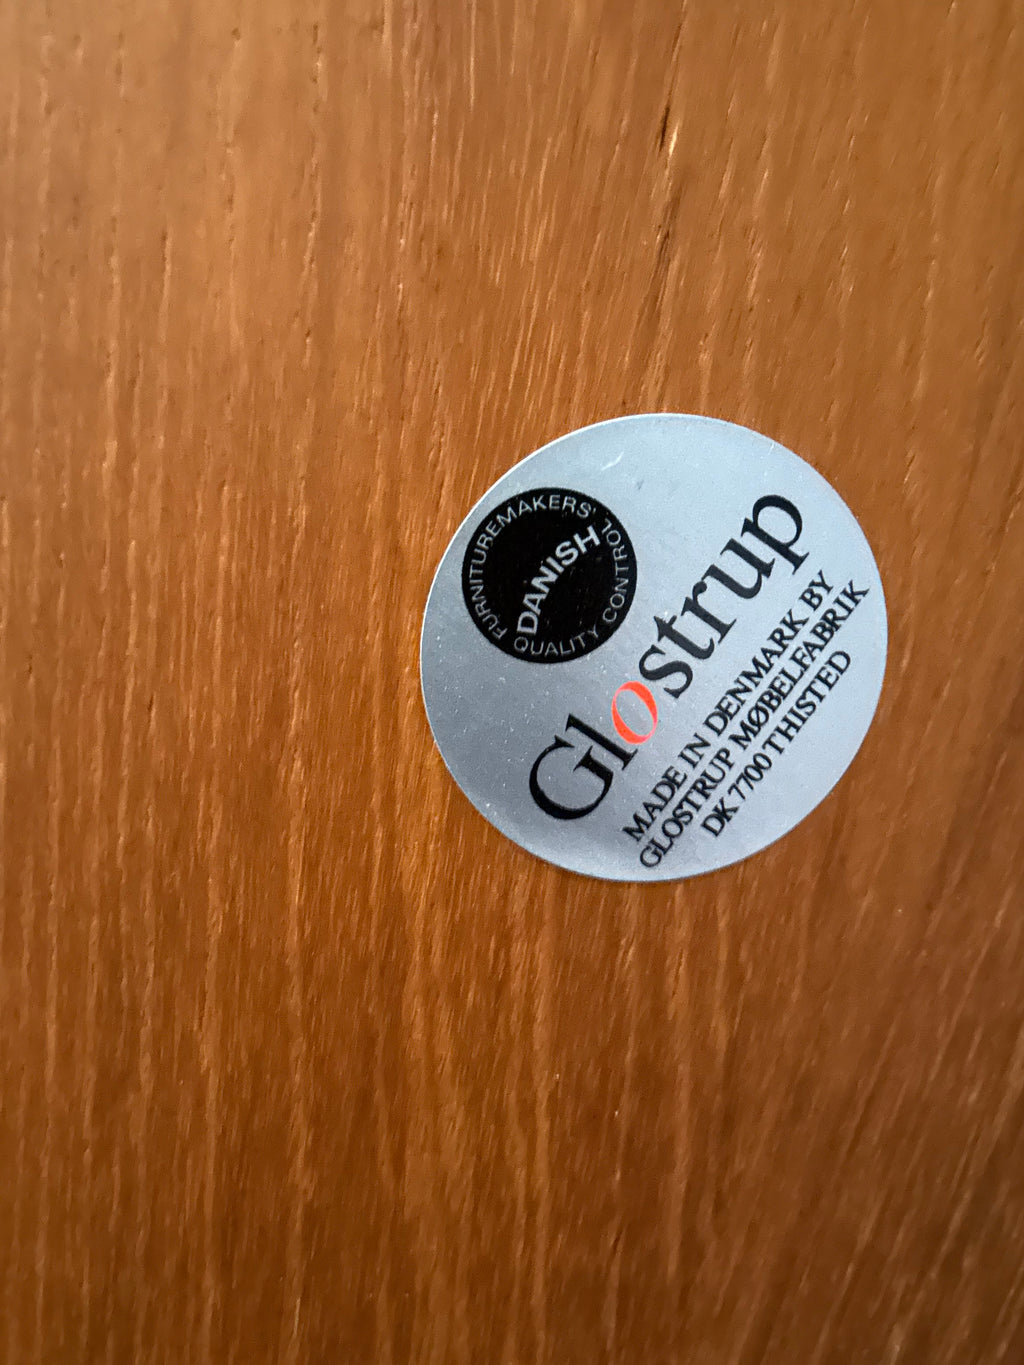 FURNITUREMAKERS'
DANISH
QUALITY CONTROL
Glostrup
MADE IN DENMARK BY
GLOSTRUP MØBELFABRIK
DK 7700 THISTED